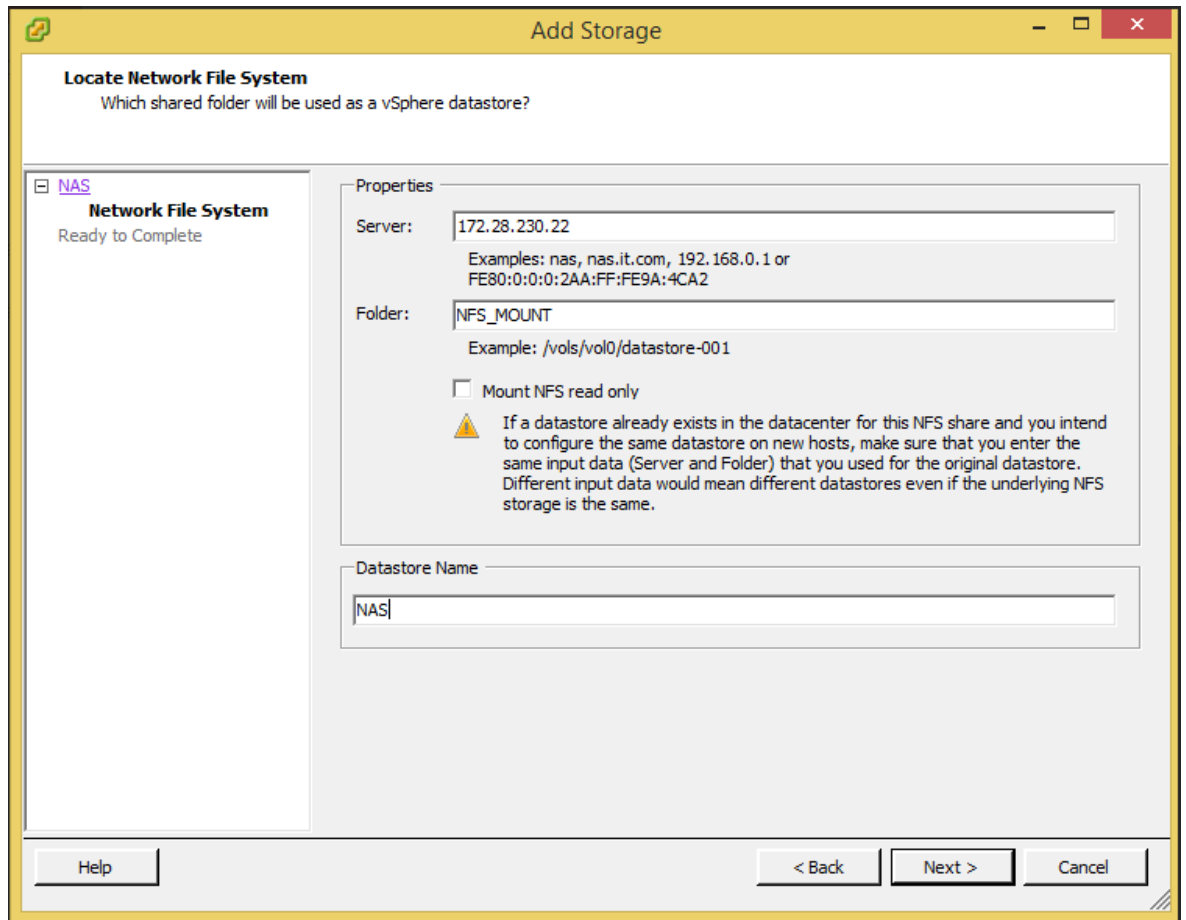 Add Storage
Locate Network File System
Which shared folder will be used as a vSphere datastore?
NAS
Network File System
Ready to Complete
Properties
Server:
172.28.230.22
Examples: nas, nas.it.com, 192.168.0.1 or
FE80:0:0:0:2AA:FF:FE9A:4CA2
Folder:
NFS_MOUNT
Example: /vols/vol0/datastore-001
Mount NFS read only
If a datastore already exists in the datacenter for this NFS share and you intend
to configure the same datastore on new hosts, make sure that you enter the
same input data (Server and Folder) that you used for the original datastore.
Different input data would mean different datastores even if the underlying NFS
storage is the same.
Datastore Name
NAS
Help
< Back
Next >
Cancel